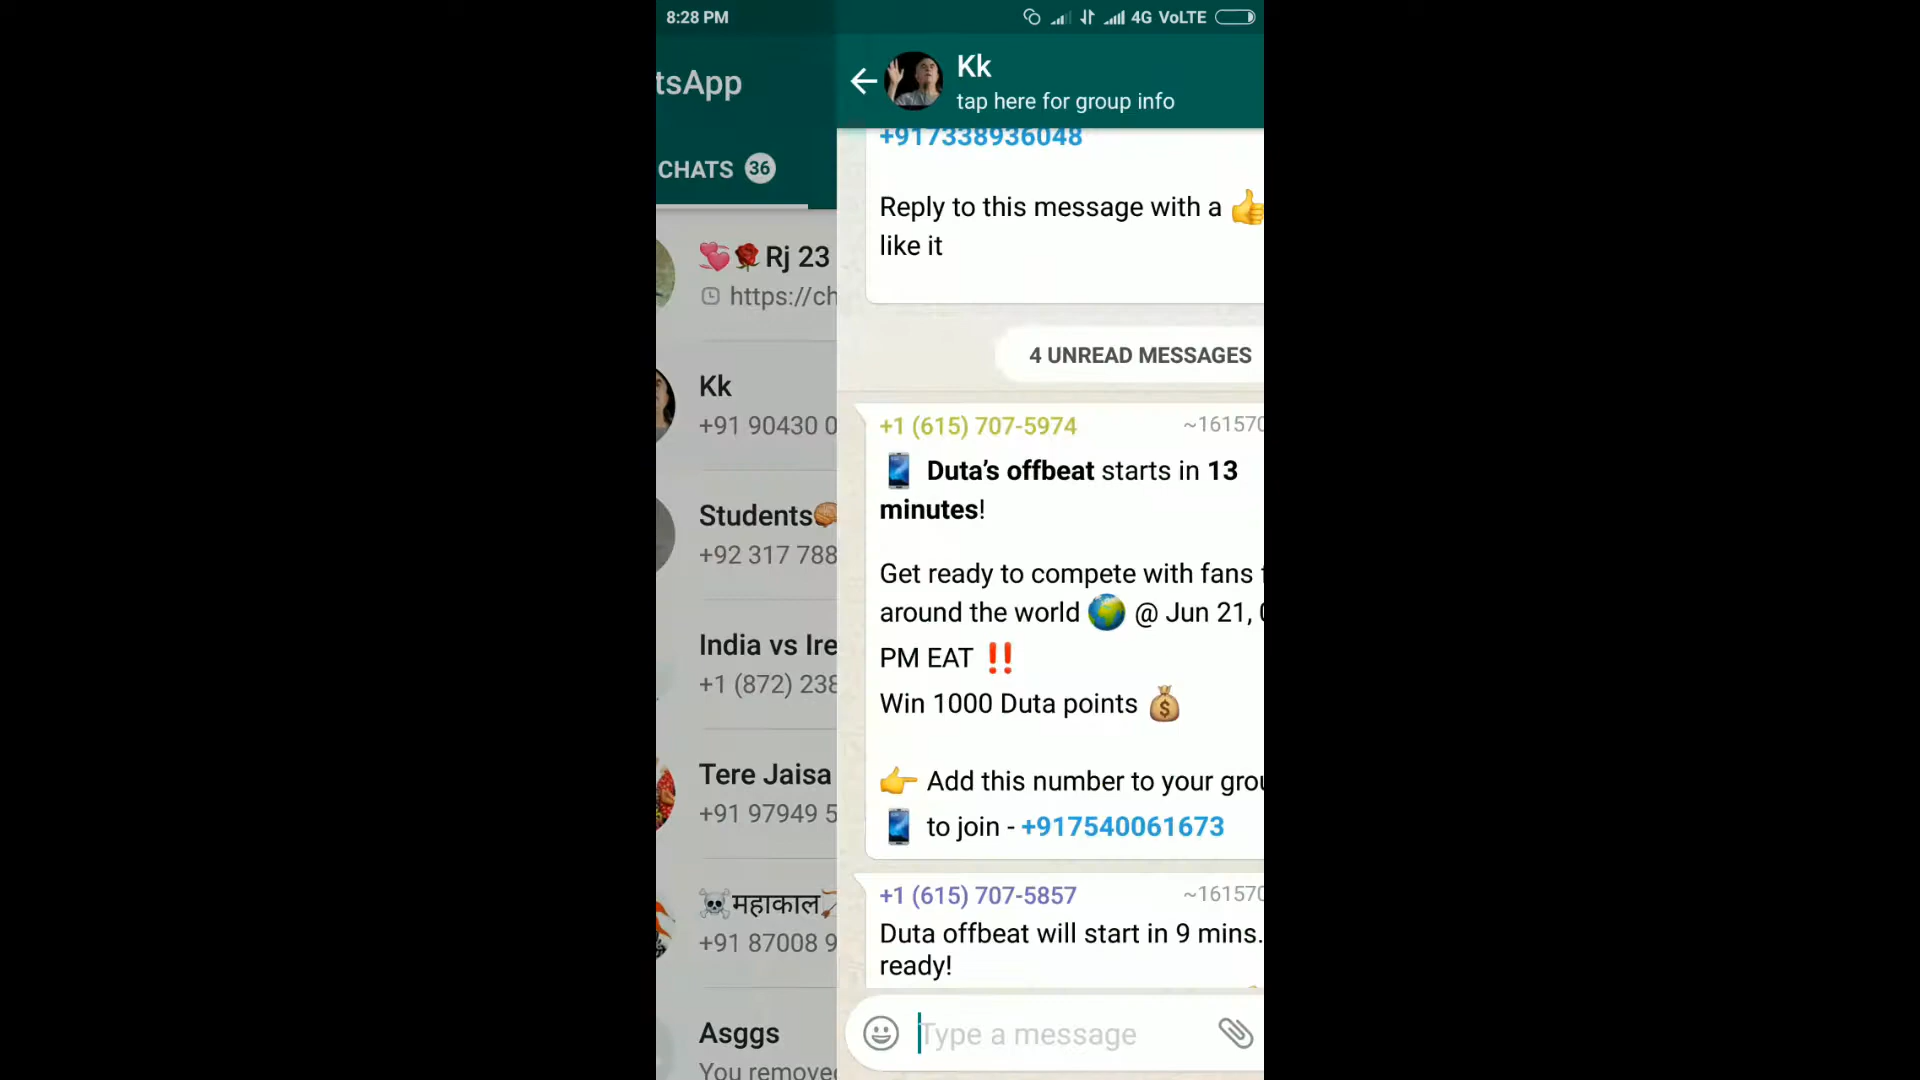 8:28 PM
4G VoLTE
tsApp
CHATS 36
💞🌹Rj 23
https://ch
Kk
+91 90430 0
Students🧠
+92 317 788
India vs Ire
+1 (872) 238
Tere Jaisa
+91 97949 5
☠️महाकाल🏹
+91 87008 9
Asggs
You removed
Kk
tap here for group info
+917338936048
Reply to this message with a 👍
like it
4 UNREAD MESSAGES
+1 (615) 707-5974 ~161570
📱 Duta’s offbeat starts in 13
minutes!
Get ready to compete with fans
around the world 🌍 @ Jun 21,
PM EAT ‼️
Win 1000 Duta points 💰
👉 Add this number to your grou
📱 to join - +917540061673
+1 (615) 707-5857 ~161570
Duta offbeat will start in 9 mins.
ready!
Type a message